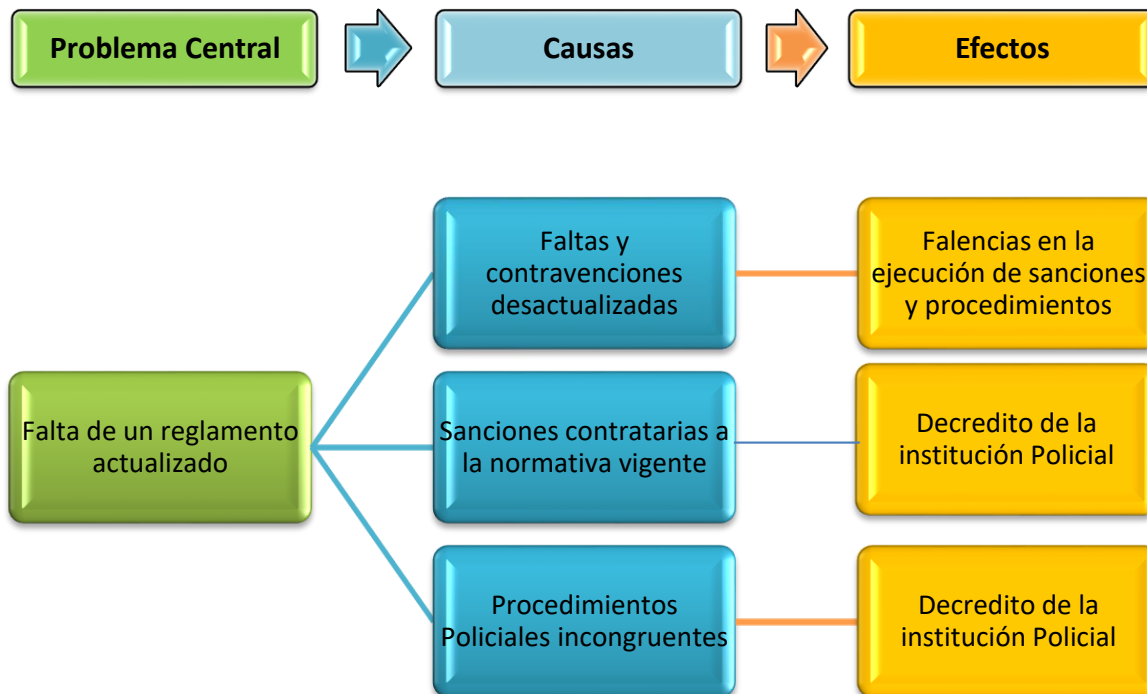 Problema Central
Causas
Efectos
Faltas y
contravenciones
desactualizadas
Falencias en la
ejecución de sanciones
y procedimientos
Falta de un reglamento
actualizado
Sanciones contratarias a
la normativa vigente
Decredito de la
institución Policial
Procedimientos
Policiales incongruentes
Decredito de la
institución Policial